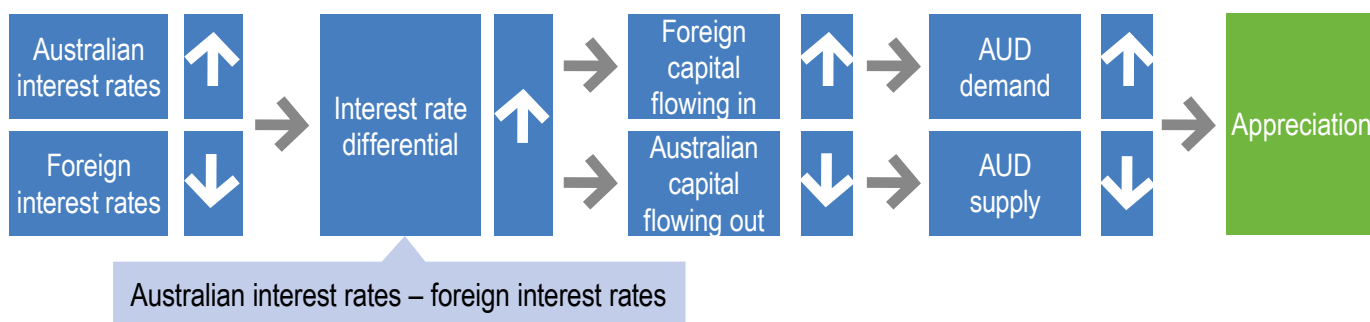 Australian
interest rates
Foreign
interest rates
Interest rate
differential
Foreign
capital
flowing in
Australian
capital
flowing out
AUD
demand
AUD
supply
Appreciation
Australian interest rates – foreign interest rates